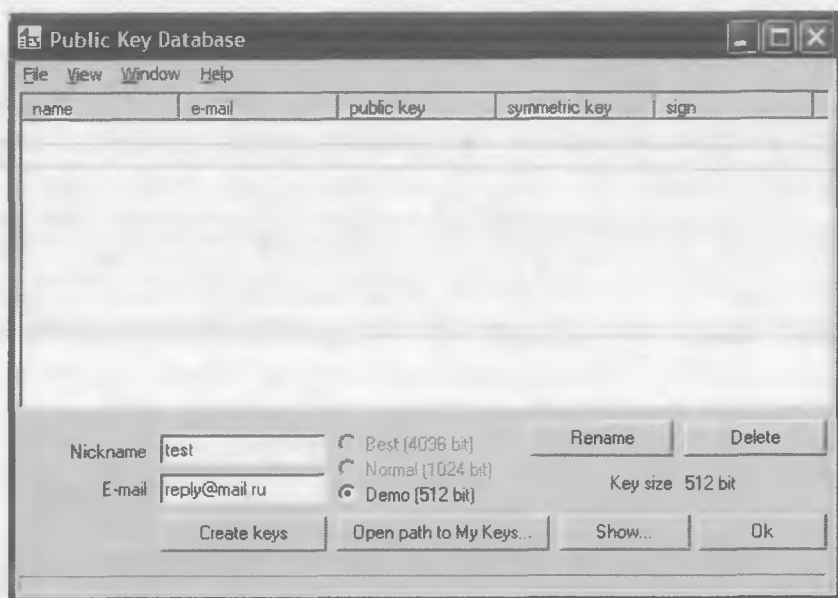 Public Key Database
File View Window Help
name e-mail public key symmetric key sign
Nickname test
E-mail reply@mail ru
Best (4096 bit)
Normal (1024 bit)
Demo (512 bit)
Rename Delete
Key size 512 bit
Create keys Open path to My Keys... Show... Ok